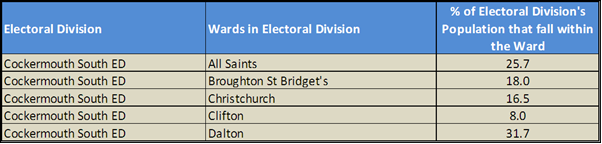 Electoral Division Wards in Electoral Division % of Electoral Division's
Population that fall within
the Ward
Cockermouth South ED All Saints 25.7
Cockermouth South ED Broughton St Bridget's 18.0
Cockermouth South ED Christchurch 16.5
Cockermouth South ED Clifton 8.0
Cockermouth South ED Dalton 31.7